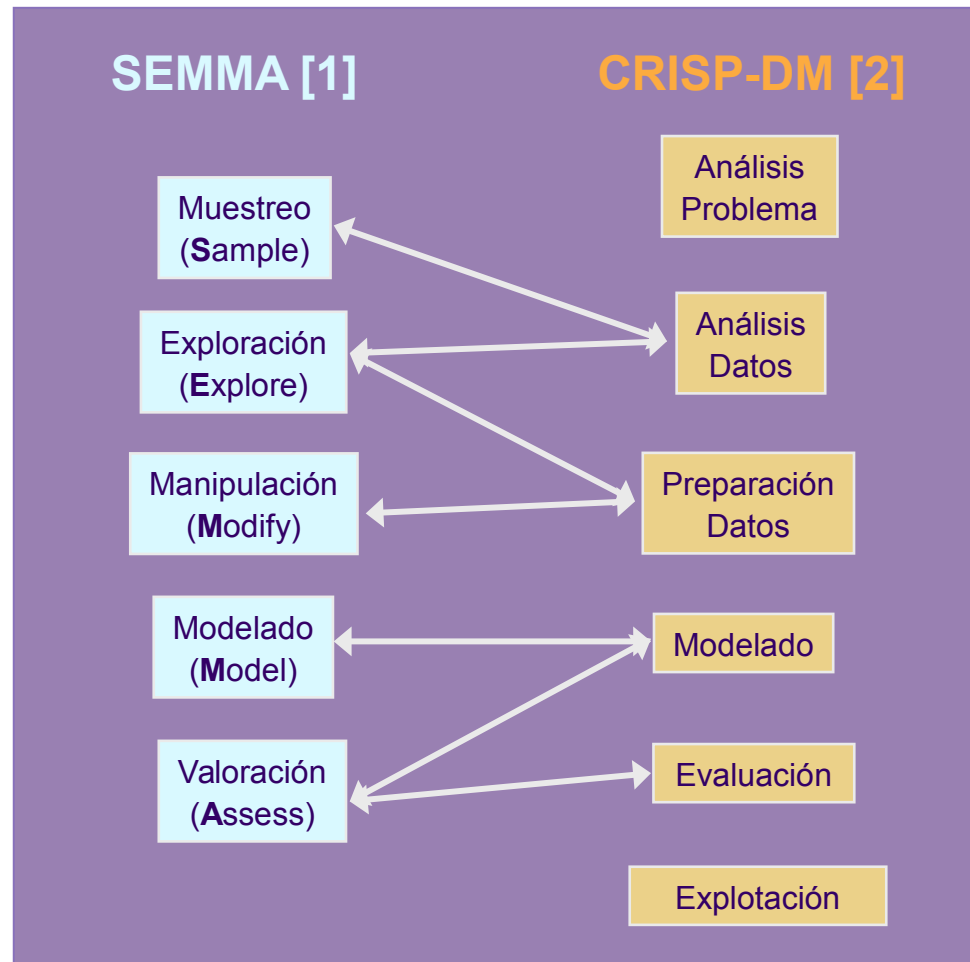 SEMMA [1]
CRISP-DM [2]
Muestreo
(Sample)
Exploración
(Explore)
Manipulación
(Modify)
Modelado
(Model)
Valoración
(Assess)
Análisis
Problema
Análisis
Datos
Preparación
Datos
Modelado
Evaluación
Explotación